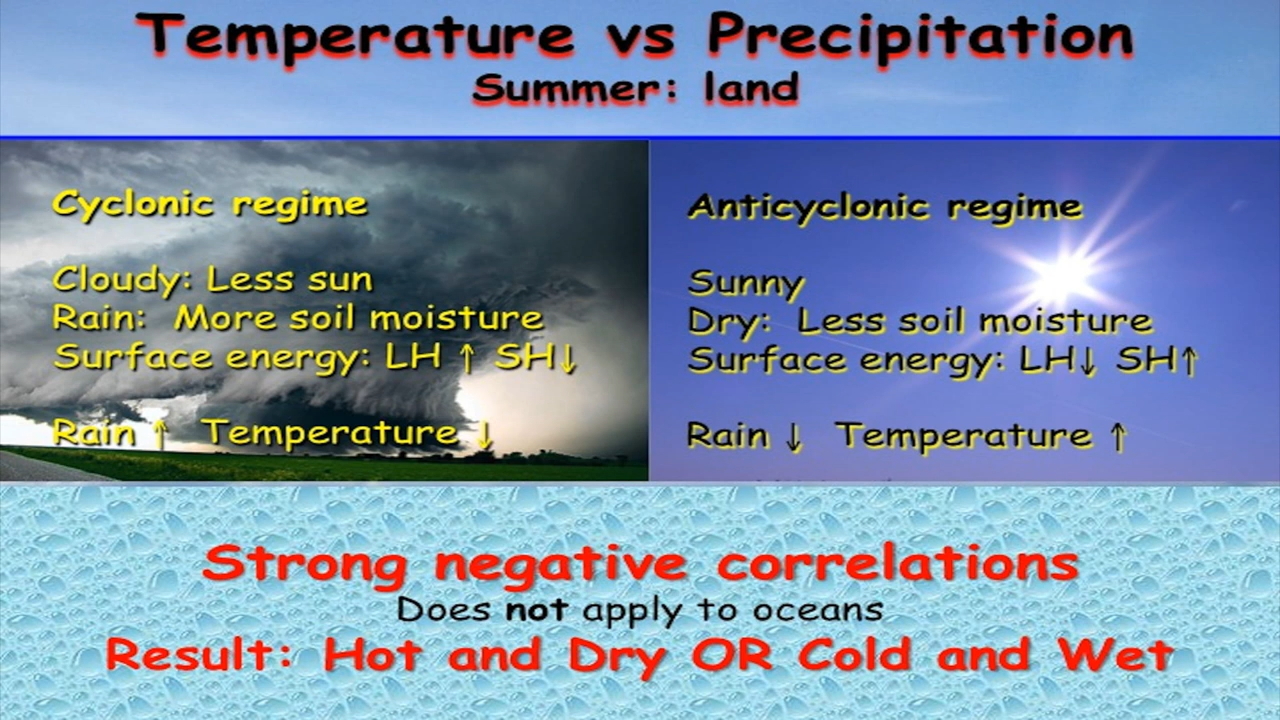 Temperature vs Precipitation
Summer: land
Cyclonic regime
Cloudy: Less sun
Rain: More soil moisture
Surface energy: LH ↑ SH↓
Rain ↑ Temperature ↓
Anticyclonic regime
Sunny
Dry: Less soil moisture
Surface energy: LH↓ SH↑
Rain ↓ Temperature ↑
Strong negative correlations
Does not apply to oceans
Result: Hot and Dry OR Cold and Wet